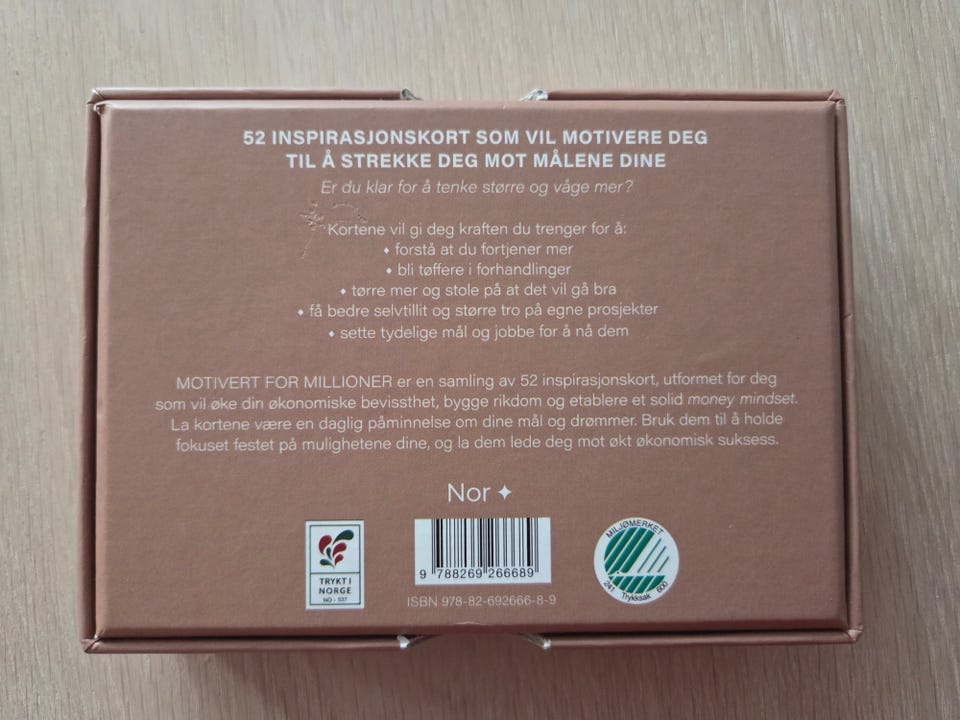 52 INSPIRASJONSKORT SOM VIL MOTIVERE DEG
TIL Å STREKKE DEG MOT MÅLENE DINE
Er du klar for å tenke større og våge mer?
Kortene vil gi deg kraften du trenger for å:
♦ forstå at du fortjener mer
♦ bli tøffere i forhandlinger
♦ tørre mer og stole på at det vil gå bra
♦ få bedre selvtillit og større tro på egne prosjekter
♦ sette tydelige mål og jobbe for å nå dem
MOTIVERT FOR MILLIONER er en samling av 52 inspirasjonskort, utformet for deg
som vil øke din økonomiske bevissthet, bygge rikdom og etablere et solid money mindset.
La kortene være en daglig påminnelse om dine mål og drømmer. Bruk dem til å holde
fokuset festet på mulighetene dine, og la dem lede deg mot økt økonomisk suksess.
Nor ✦
TRYKT I
NORGE
NO - 537
9 788269 266689
ISBN 978-82-692666-8-9
MILJØMERKET
241 Trykksak 600